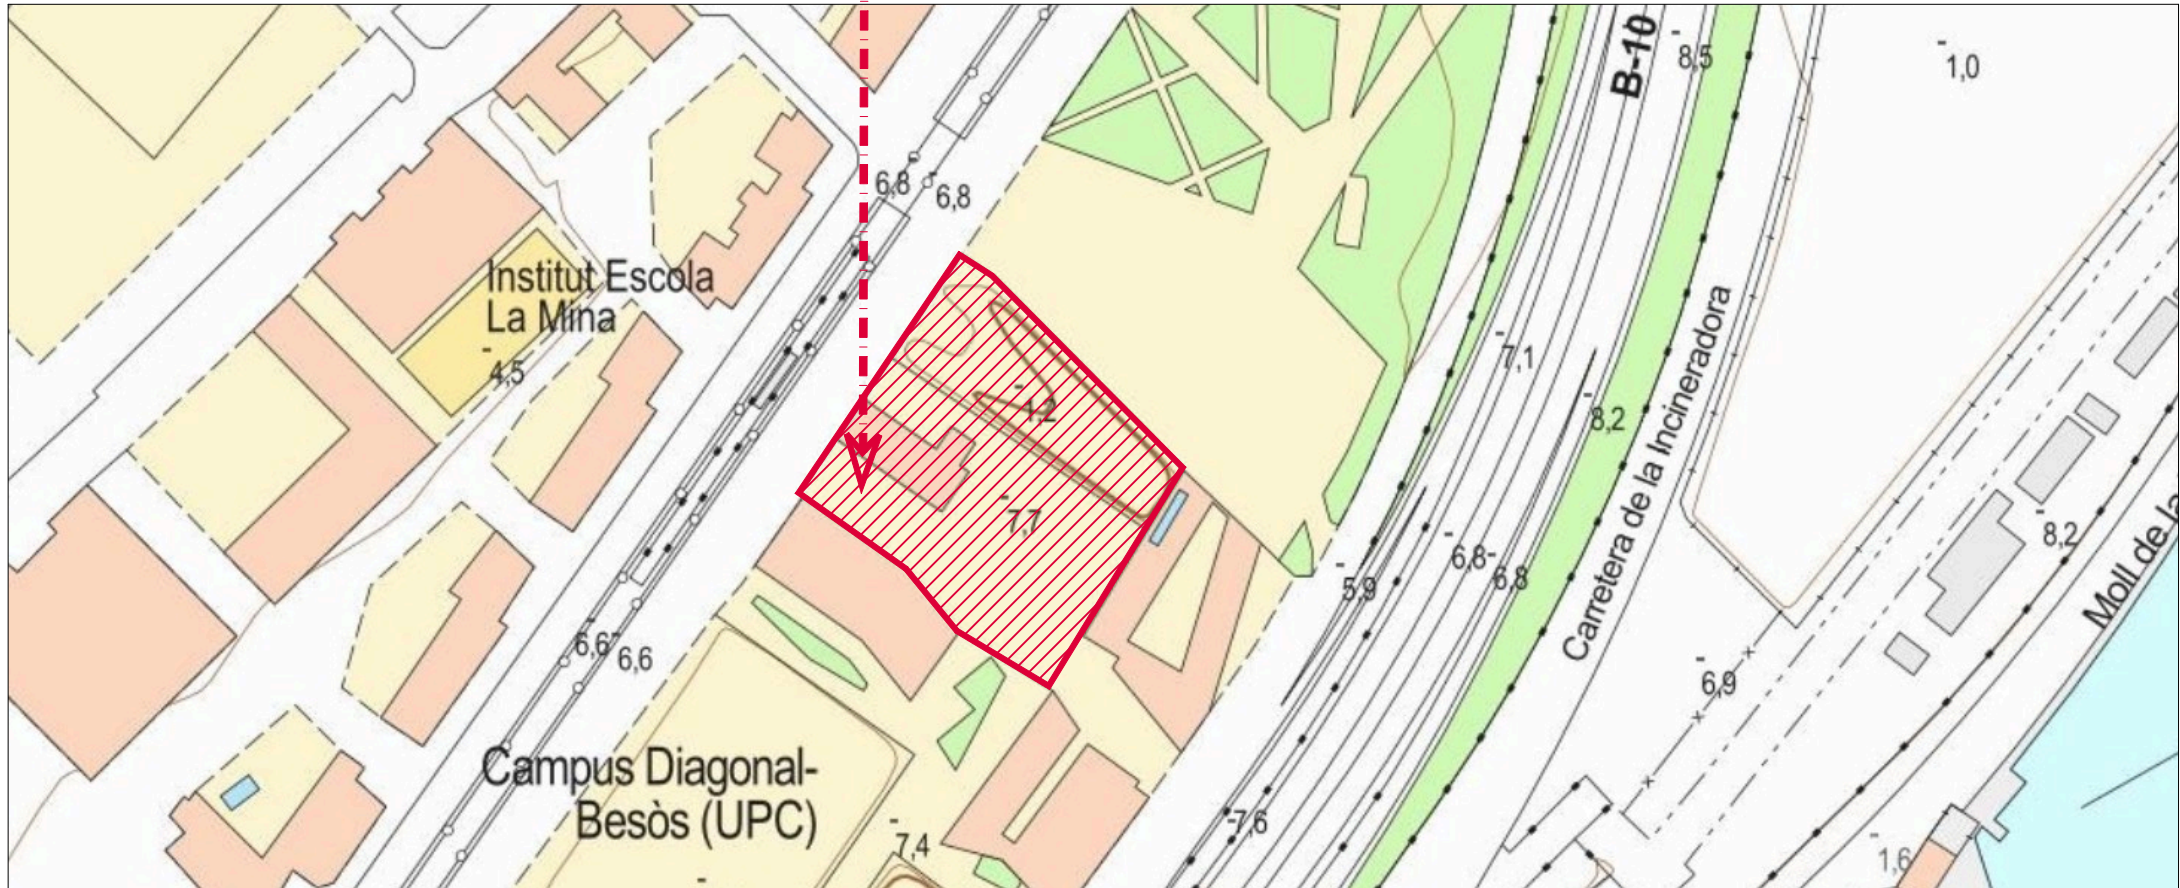 B-10
8,5
1,0
6,8
6,8
Institut Escola
La Mina
4,5
4,2
7,7
7,1
8,2
Carretera de la Incineradora
6,8
6,8
5,9
8,2
Moll de la
6,6
6,6
6,9
Campus Diagonal-
Besòs (UPC)
7,6
7,4
1,6